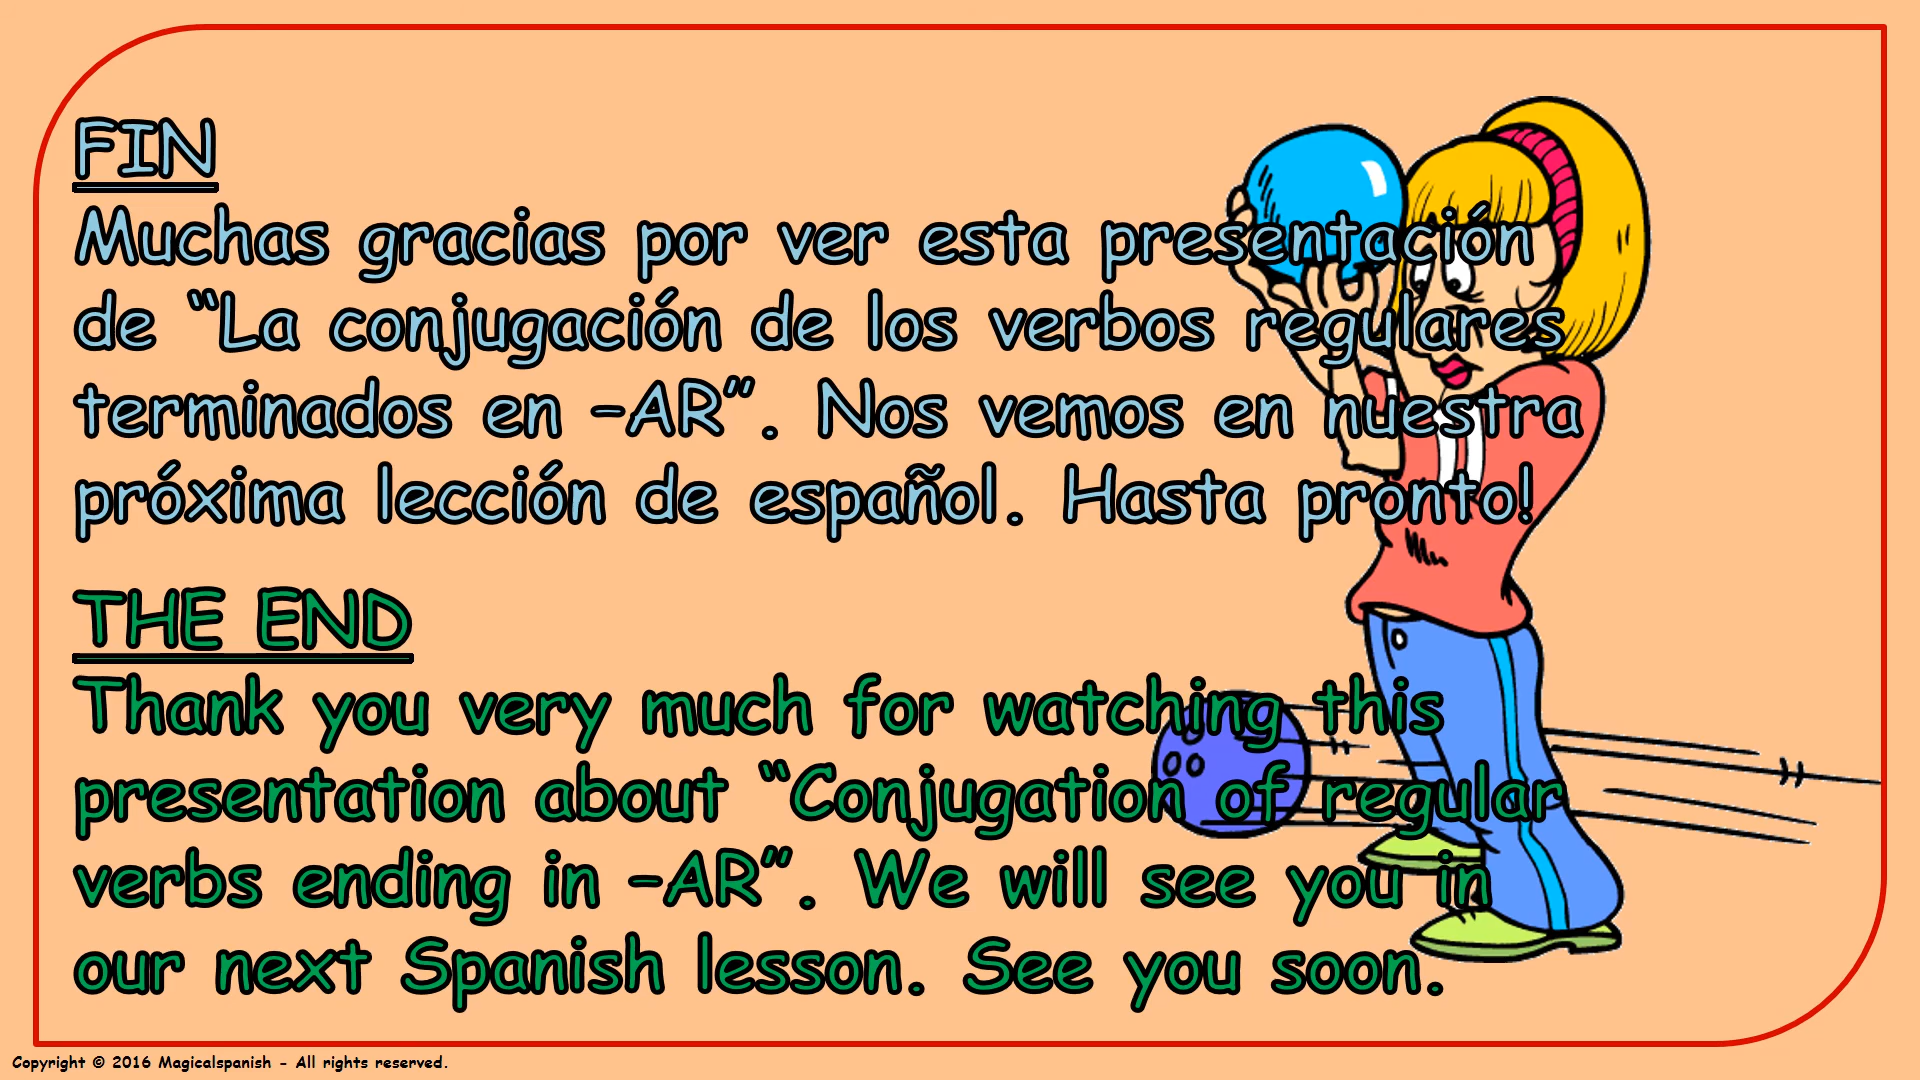 FIN
Muchas gracias por ver esta presentación
de “La conjugación de los verbos regulares
terminados en –AR”. Nos vemos en nuestra
próxima lección de español. Hasta pronto!
THE END
Thank you very much for watching this
presentation about “Conjugation of regular
verbs ending in –AR”. We will see you in
our next Spanish lesson. See you soon.
Copyright © 2016 Magicalspanish - All rights reserved.